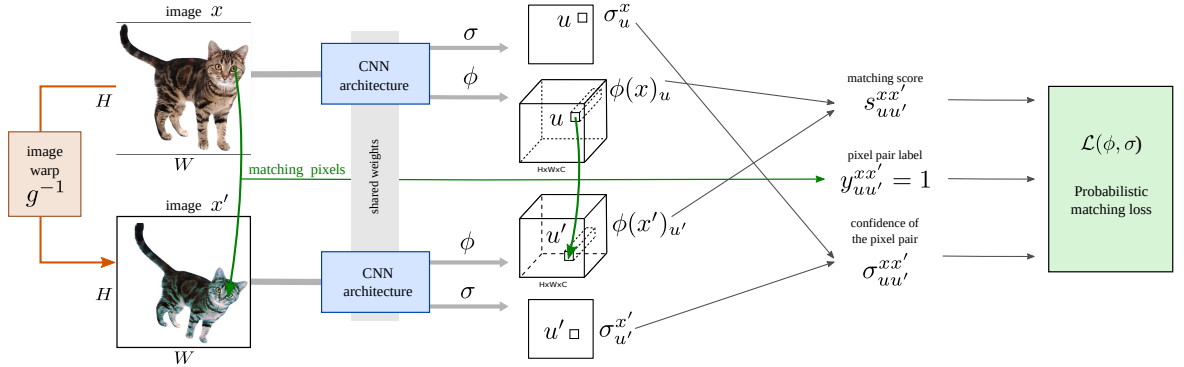 image x
H
W
image
warp
g^{-1}
image x'
H
W
CNN
architecture
shared weights
CNN
architecture
matching pixels
σ
ϕ
ϕ
σ
u
σ_u^x
u
ϕ(x)_u
HxWxC
u'
ϕ(x')_{u'}
HxWxC
u'
σ_{u'}^{x'}
matching score
s_{uu'}^{xx'}
pixel pair label
y_{uu'}^{xx'} = 1
confidence of
the pixel pair
σ_{uu'}^{xx'}
ℒ(ϕ, σ)
Probabilistic
matching loss